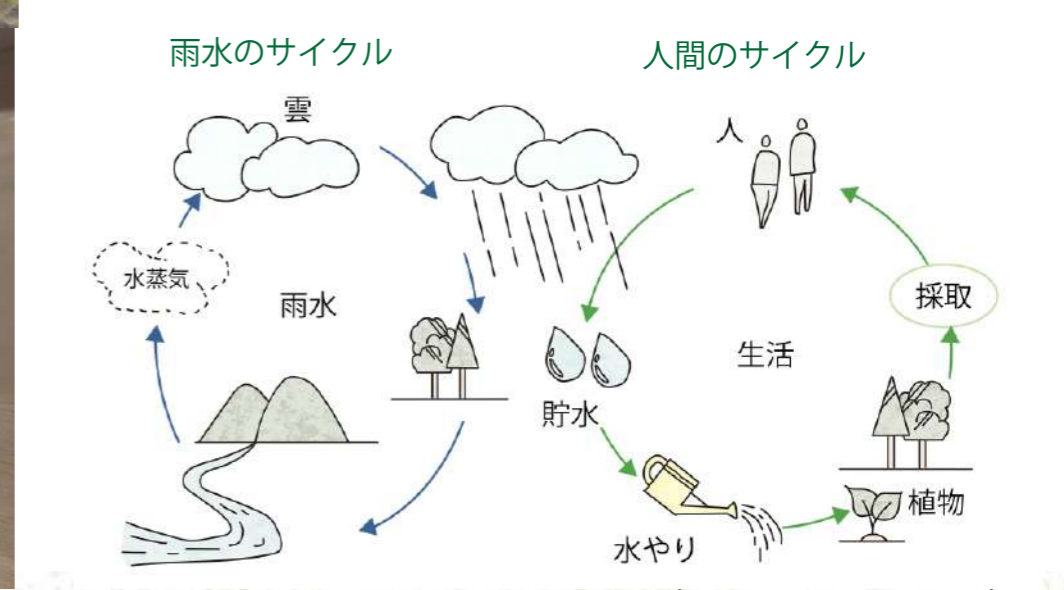 雨水のサイクル
人間のサイクル
雲
水蒸気
雨水
人
採取
生活
貯水
水やり
植物